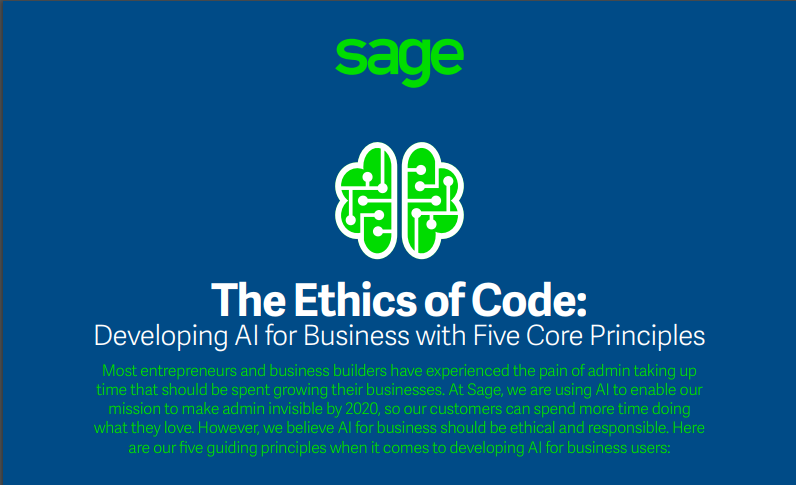 sage
The Ethics of Code:
Developing AI for Business with Five Core Principles
Most entrepreneurs and business builders have experienced the pain of admin taking up
time that should be spent growing their businesses. At Sage, we are using AI to enable our
mission to make admin invisible by 2020, so our customers can spend more time doing
what they love. However, we believe AI for business should be ethical and responsible. Here
are our five guiding principles when it comes to developing AI for business users: